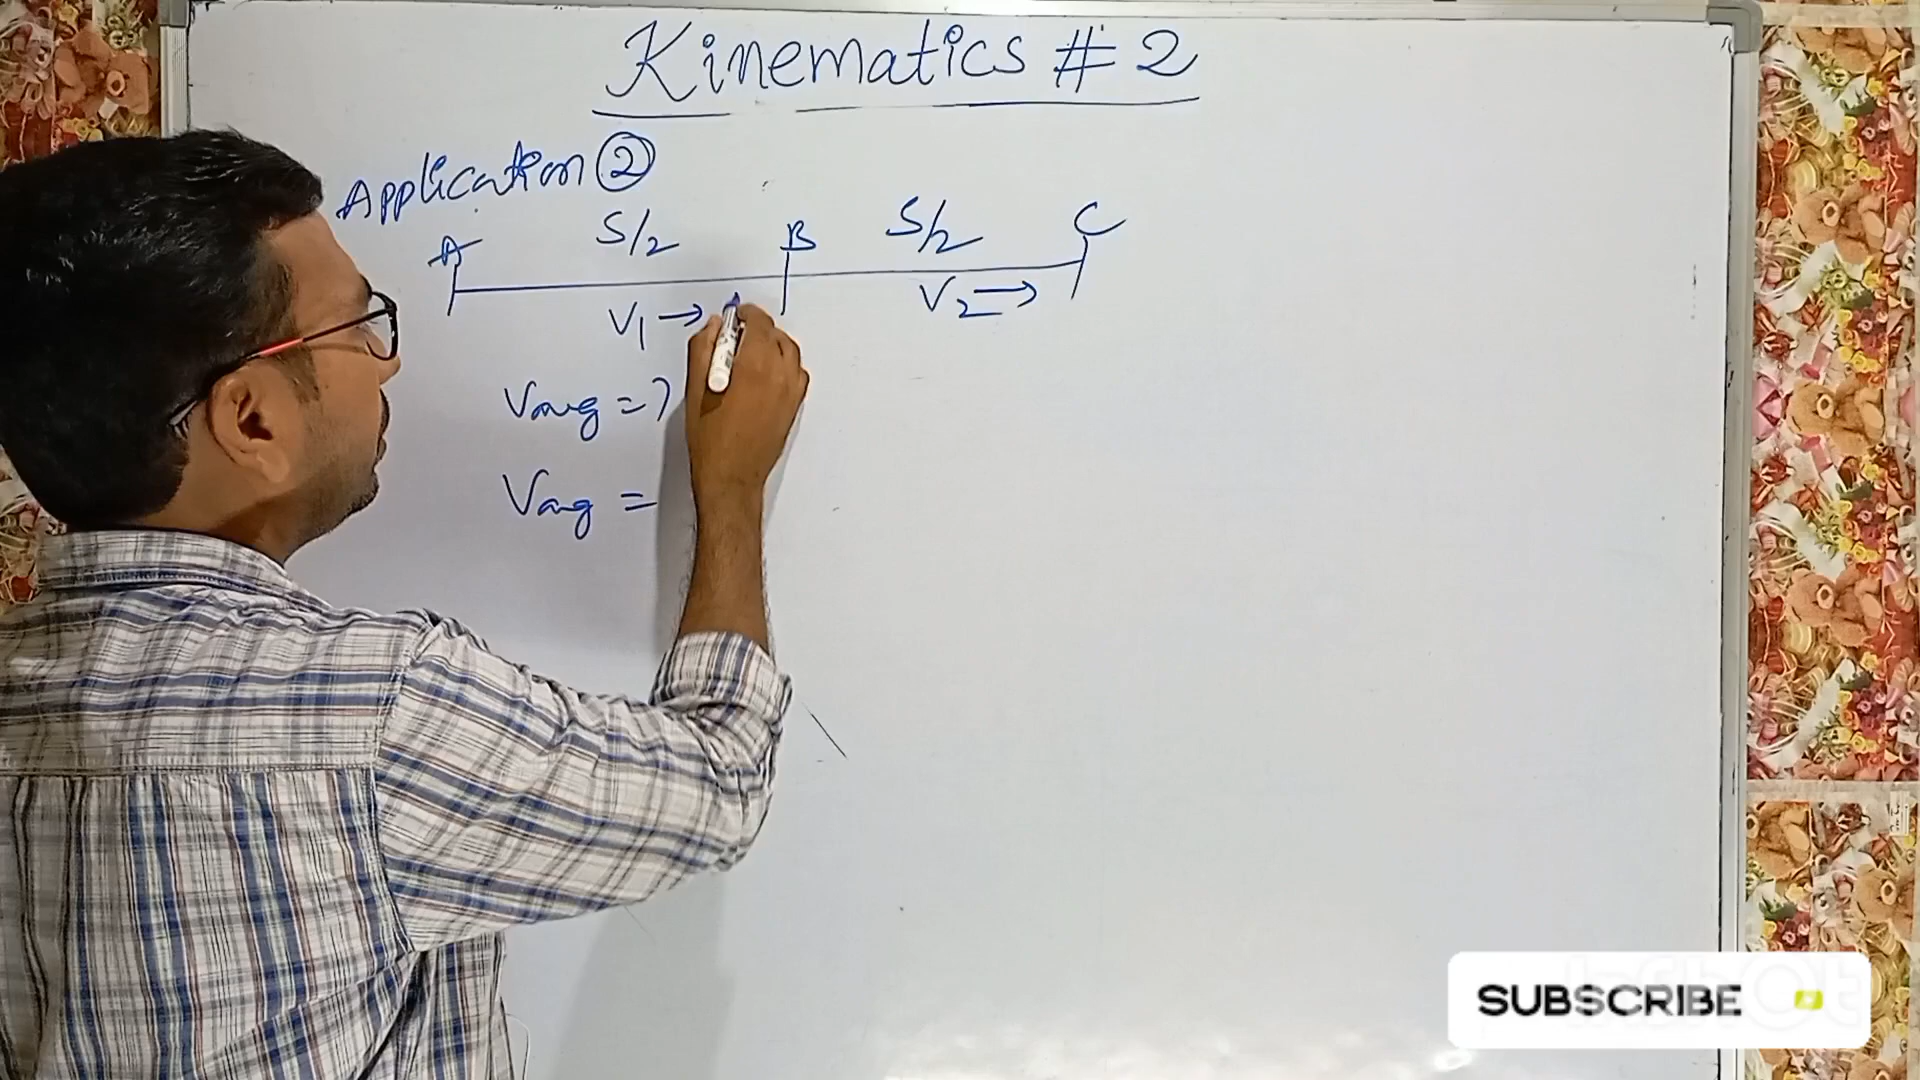 Kinematics # 2
Application ②
A S/2 B S/2 C
V1 → V2 →
Vavg = ?
Vavg =
SUBSCRIBE